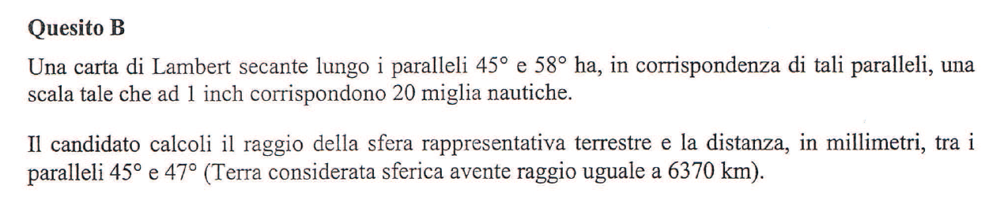 Quesito B
Una carta di Lambert secante lungo i paralleli 45° e 58° ha, in corrispondenza di tali paralleli, una
scala tale che ad 1 inch corrispondono 20 miglia nautiche.
Il candidato calcoli il raggio della sfera rappresentativa terrestre e la distanza, in millimetri, tra i
paralleli 45° e 47° (Terra considerata sferica avente raggio uguale a 6370 km).